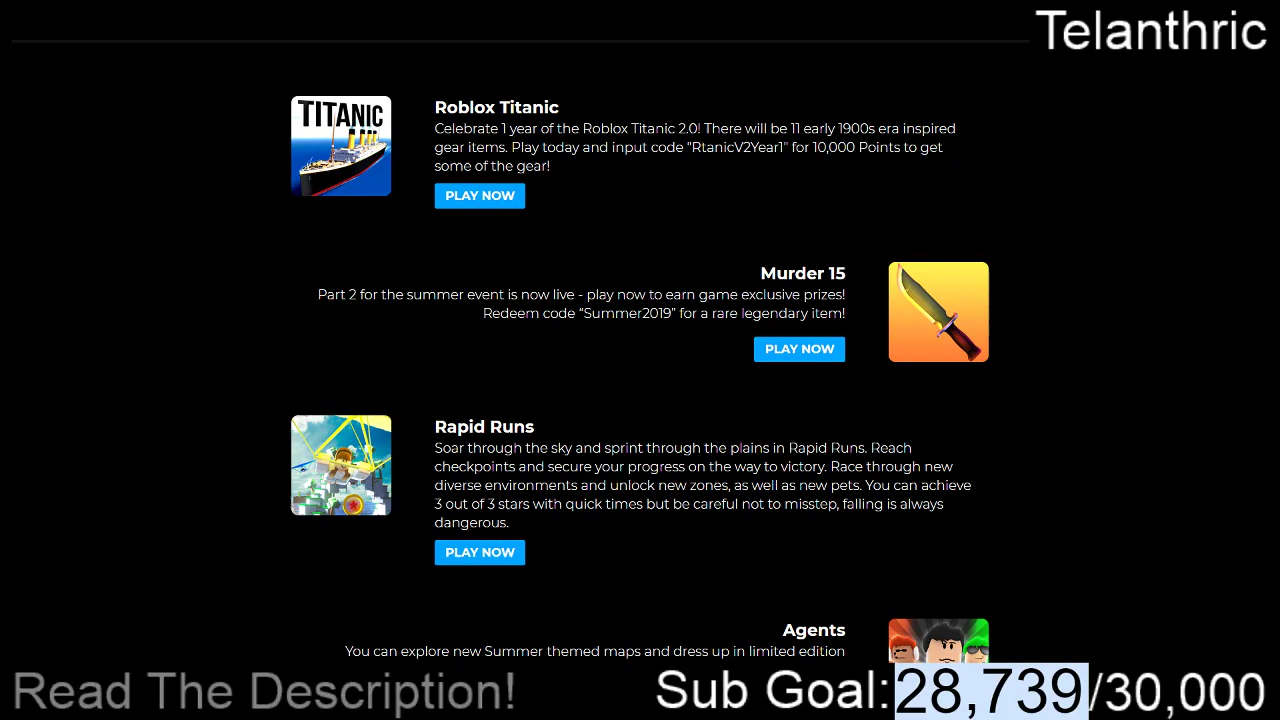 Telanthric
TITANIC
Roblox Titanic
Celebrate 1 year of the Roblox Titanic 2.0! There will be 11 early 1900s era inspired
gear items. Play today and input code "RtanicV2Year1" for 10,000 Points to get
some of the gear!
PLAY NOW
Murder 15
Part 2 for the summer event is now live - play now to earn game exclusive prizes!
Redeem code “Summer2019” for a rare legendary item!
PLAY NOW
Rapid Runs
Soar through the sky and sprint through the plains in Rapid Runs. Reach
checkpoints and secure your progress on the way to victory. Race through new
diverse environments and unlock new zones, as well as new pets. You can achieve
3 out of 3 stars with quick times but be careful not to misstep, falling is always
dangerous.
PLAY NOW
Agents
You can explore new Summer themed maps and dress up in limited edition
Read The Description!
Sub Goal:28,739/30,000